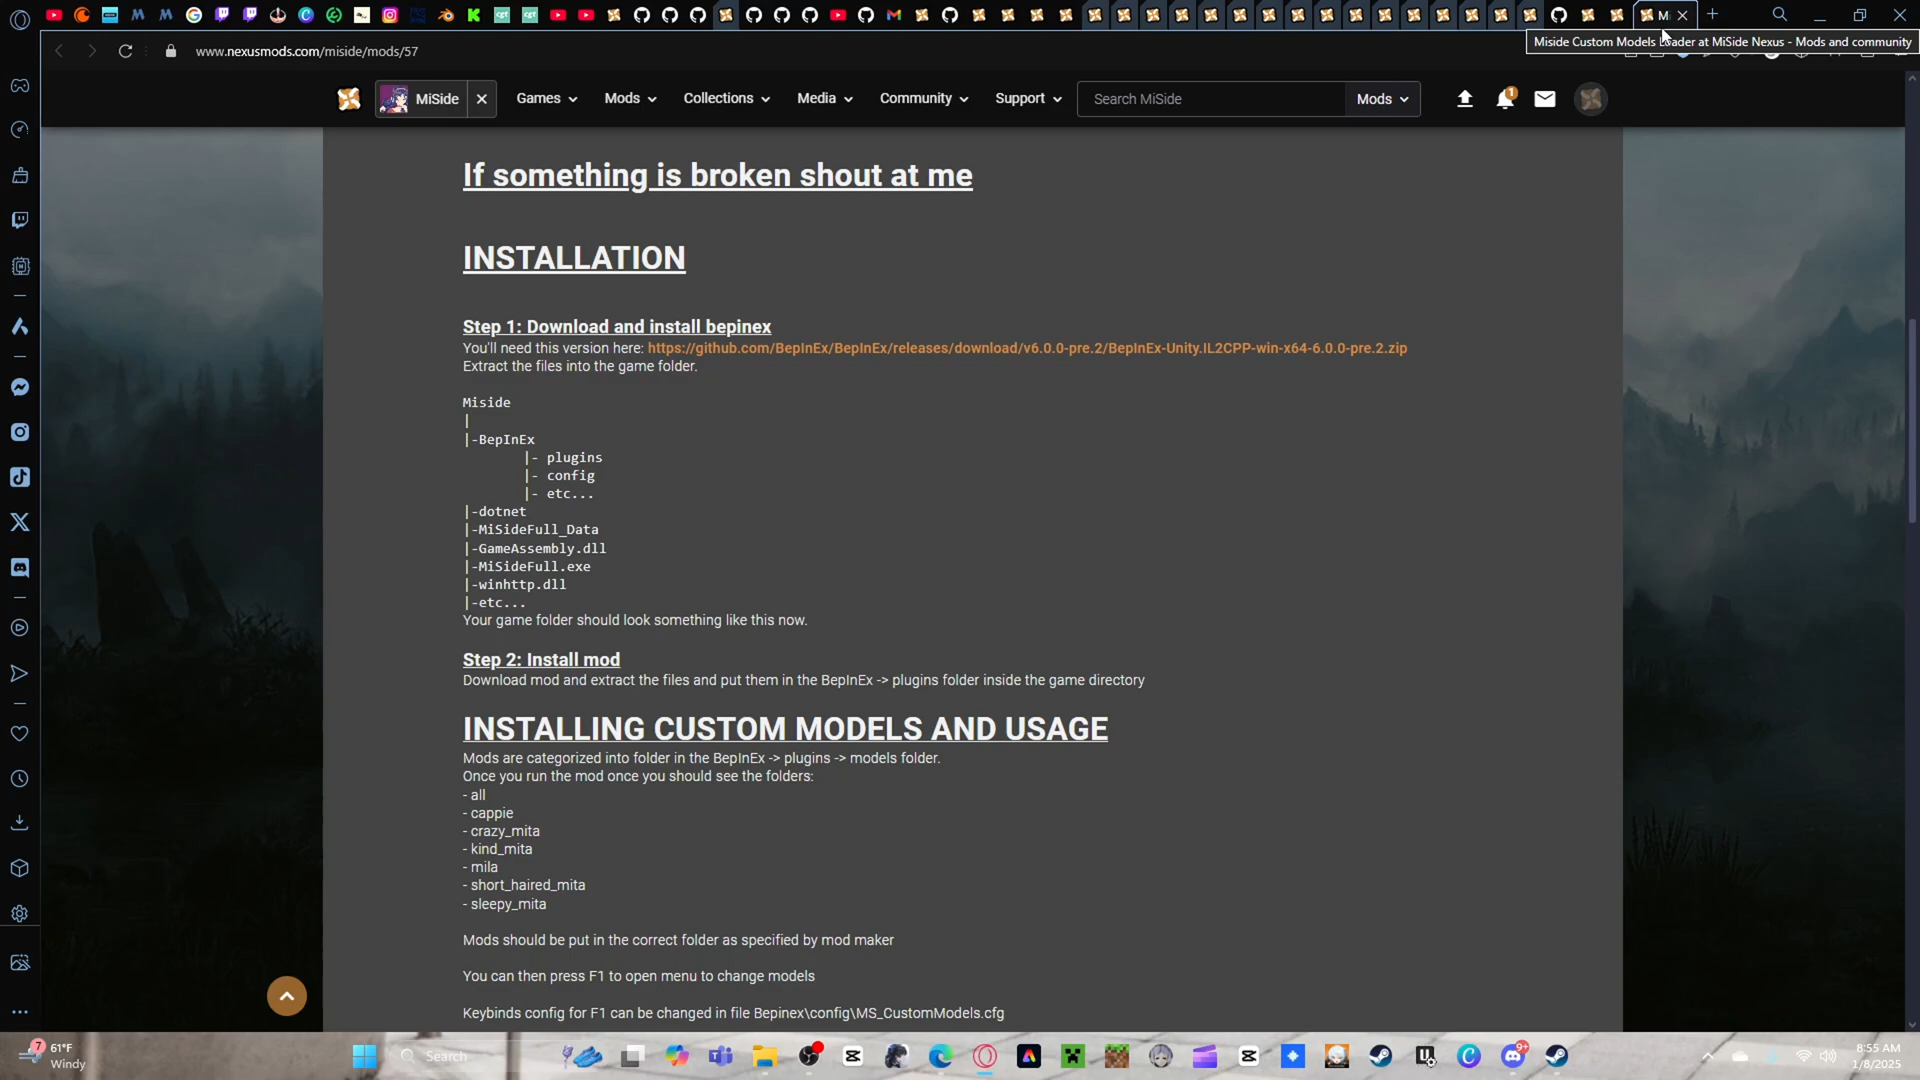 M
www.nexusmods.com/miside/mods/57
Miside Custom Models Loader at MiSide Nexus - Mods and community
MiSide
Games
Mods
Collections
Media
Community
Support
Search MiSide
Mods
1
If something is broken shout at me
INSTALLATION
Step 1: Download and install bepinex
You'll need this version here: https://github.com/BepInEx/BepInEx/releases/download/v6.0.0-pre.2/BepInEx-Unity.IL2CPP-win-x64-6.0.0-pre.2.zip
Extract the files into the game folder.
Miside
|
|-BepInEx
|- plugins
|- config
|- etc...
|-dotnet
|-MiSideFull_Data
|-GameAssembly.dll
|-MiSideFull.exe
|-winhttp.dll
|-etc...
Your game folder should look something like this now.
Step 2: Install mod
Download mod and extract the files and put them in the BepInEx -> plugins folder inside the game directory
INSTALLING CUSTOM MODELS AND USAGE
Mods are categorized into folder in the BepInEx -> plugins -> models folder.
Once you run the mod once you should see the folders:
- all
- cappie
- crazy_mita
- kind_mita
- mila
- short_haired_mita
- sleepy_mita
Mods should be put in the correct folder as specified by mod maker
You can then press F1 to open menu to change models
Keybinds config for F1 can be changed in file Bepinex\config\MS_CustomModels.cfg
7
61°F
Windy
Search
9+
8:55 AM
1/8/2025